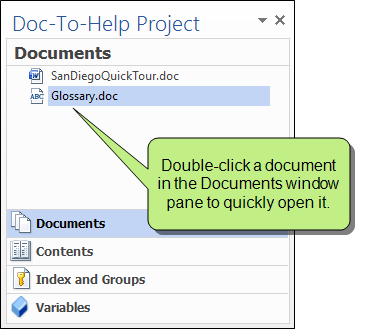 Doc-To-Help Project
Documents
SanDiegoQuickTour.doc
ABC Glossary.doc
Double-click a document
in the Documents window
pane to quickly open it.
Documents
Contents
Index and Groups
Variables